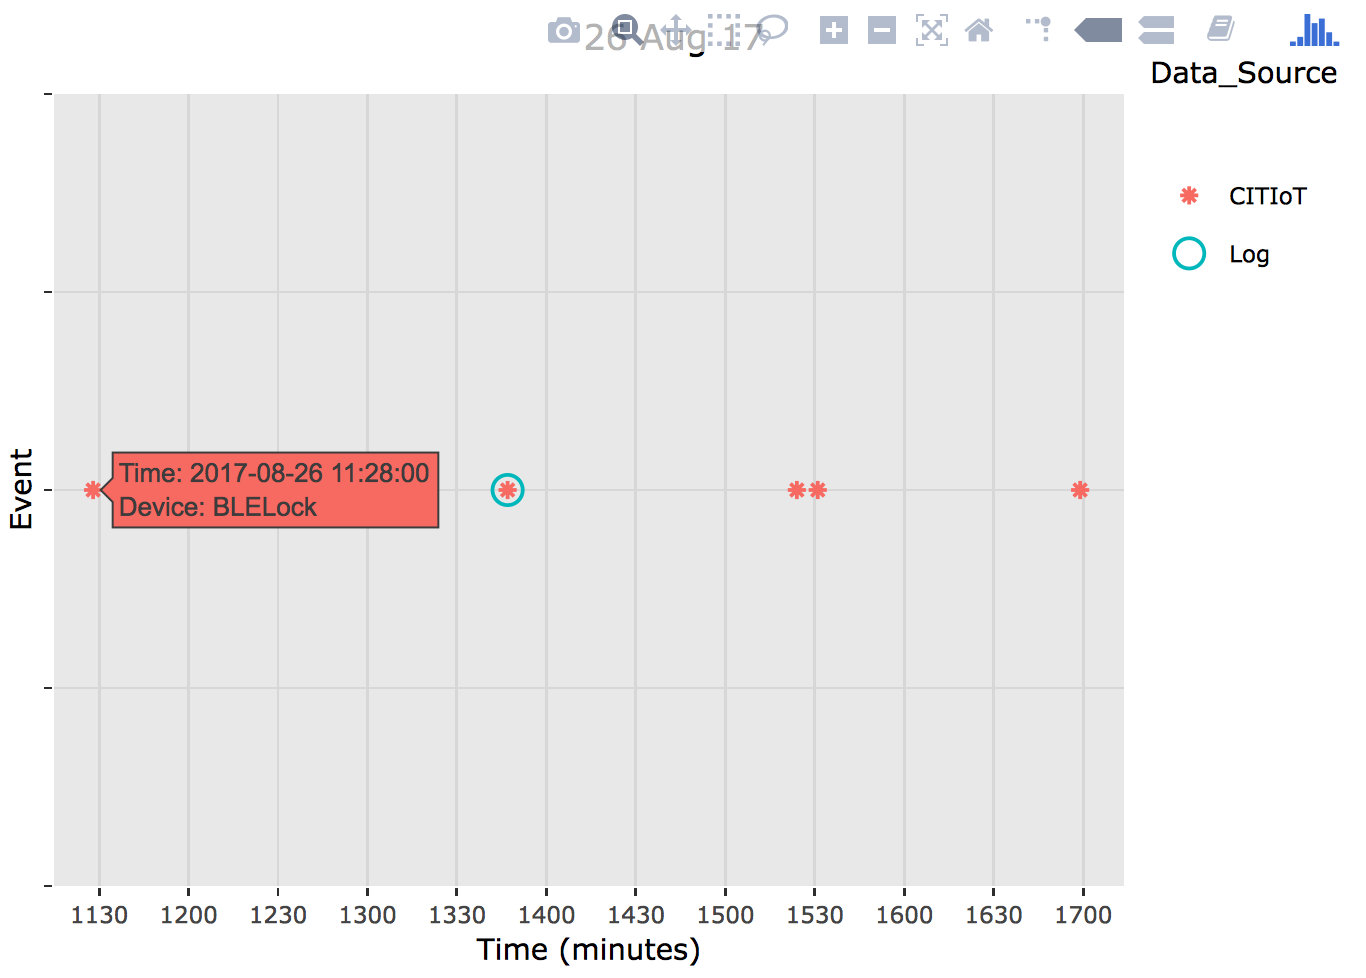 26 Aug 17
Data_Source
CITIoT
Log
Event
Time: 2017-08-26 11:28:00
Device: BLELock
1130 1200 1230 1300 1330 1400 1430 1500 1530 1600 1630 1700
Time (minutes)